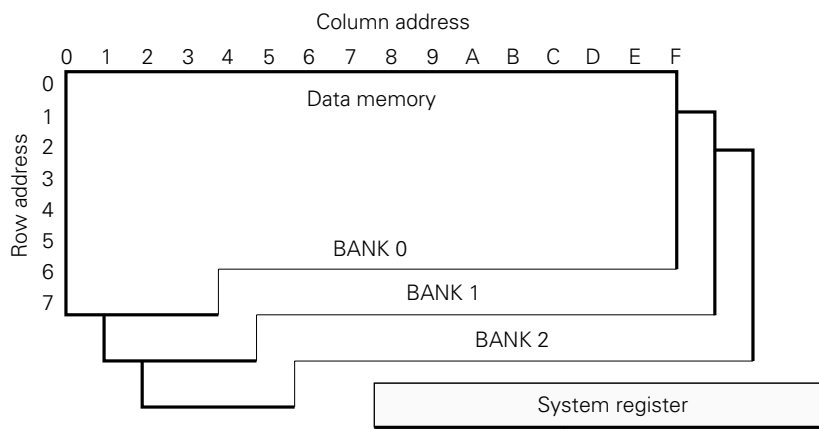 Column address
0 1 2 3 4 5 6 7 8 9 A B C D E F
Row address
0
1
2
3
4
5
6
7
Data memory
BANK 0
BANK 1
BANK 2
System register